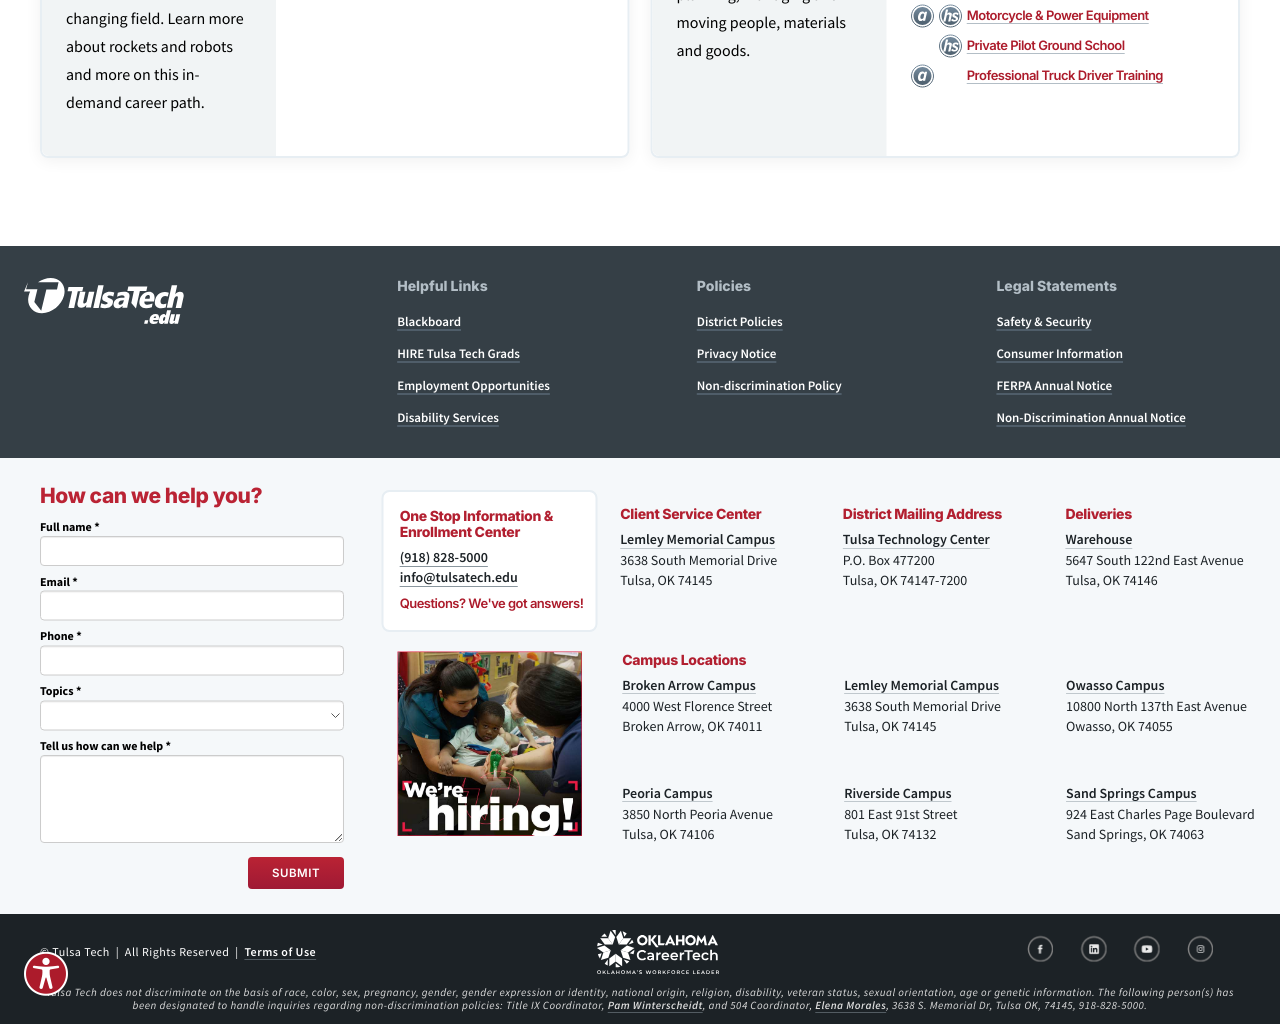 changing field. Learn more
about rockets and robots
and more on this in-
demand career path.
moving people, materials
and goods.
a hs Motorcycle & Power Equipment
hs Private Pilot Ground School
a Professional Truck Driver Training
TulsaTech
.edu
Helpful Links
Blackboard
HIRE Tulsa Tech Grads
Employment Opportunities
Disability Services
Policies
District Policies
Privacy Notice
Non-discrimination Policy
Legal Statements
Safety & Security
Consumer Information
FERPA Annual Notice
Non-Discrimination Annual Notice
How can we help you?
Full name *
Email *
Phone *
Topics *
Tell us how can we help *
SUBMIT
One Stop Information &
Enrollment Center
(918) 828-5000
info@tulsatech.edu
Questions? We've got answers!
Client Service Center
Lemley Memorial Campus
3638 South Memorial Drive
Tulsa, OK 74145
District Mailing Address
Tulsa Technology Center
P.O. Box 477200
Tulsa, OK 74147-7200
Deliveries
Warehouse
5647 South 122nd East Avenue
Tulsa, OK 74146
We're
hiring!
Campus Locations
Broken Arrow Campus
4000 West Florence Street
Broken Arrow, OK 74011
Lemley Memorial Campus
3638 South Memorial Drive
Tulsa, OK 74145
Owasso Campus
10800 North 137th East Avenue
Owasso, OK 74055
Peoria Campus
3850 North Peoria Avenue
Tulsa, OK 74106
Riverside Campus
801 East 91st Street
Tulsa, OK 74132
Sand Springs Campus
924 East Charles Page Boulevard
Sand Springs, OK 74063
© Tulsa Tech | All Rights Reserved | Terms of Use
OKLAHOMA
CareerTech
OKLAHOMA'S WORKFORCE LEADER
Tulsa Tech does not discriminate on the basis of race, color, sex, pregnancy, gender, gender expression or identity, national origin, religion, disability, veteran status, sexual orientation, age or genetic information. The following person(s) has
been designated to handle inquiries regarding non-discrimination policies: Title IX Coordinator, Pam Winterscheidt, and 504 Coordinator, Elena Morales, 3638 S. Memorial Dr, Tulsa OK, 74145, 918-828-5000.